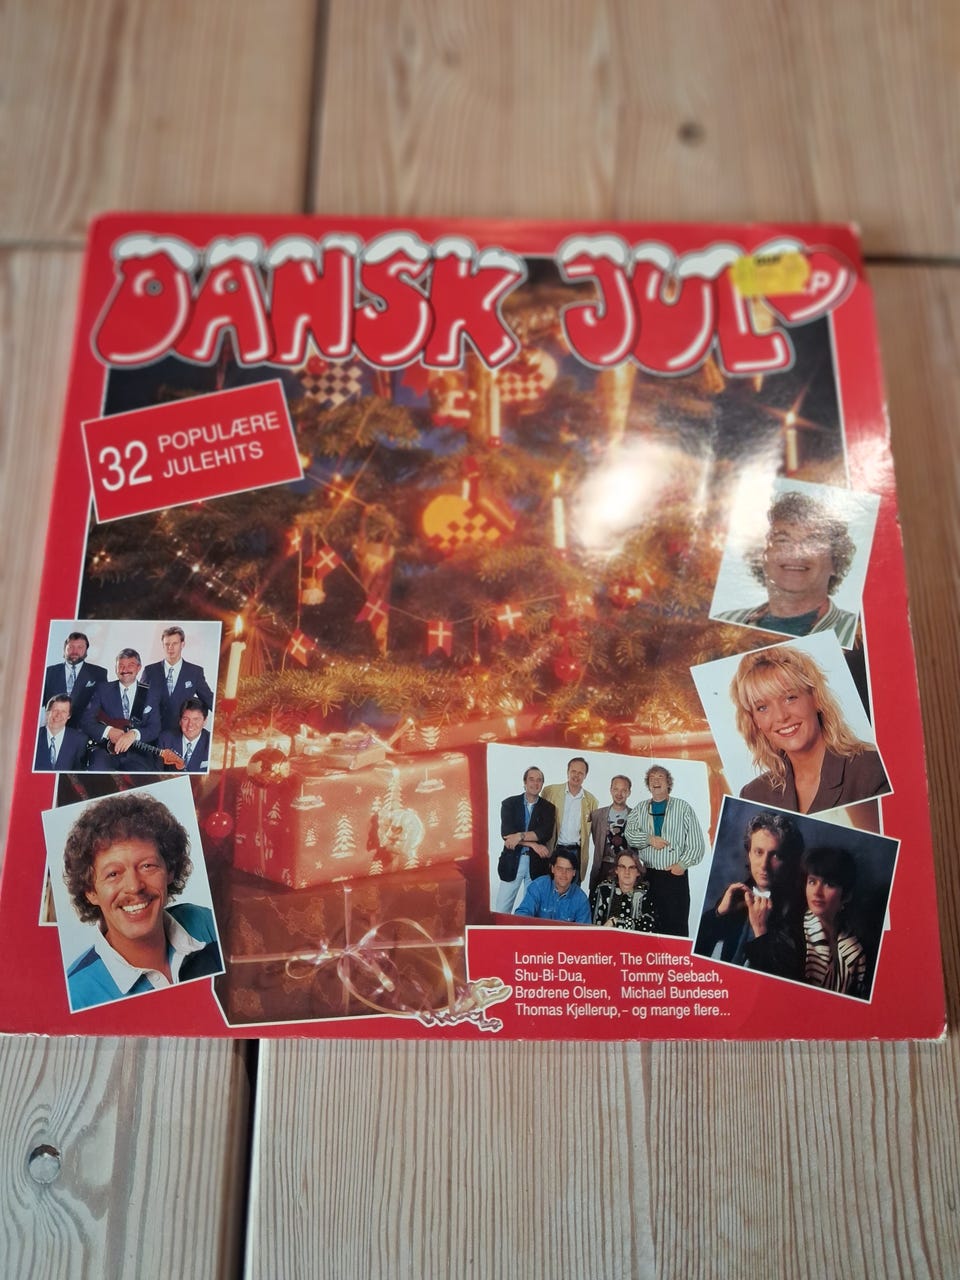 DANSK JUL
32 POPULÆRE
JULEHITS
Lonnie Devantier, The Cliffters,
Shu-Bi-Dua, Tommy Seebach,
Brødrene Olsen, Michael Bundesen
Thomas Kjellerup,- og mange flere...